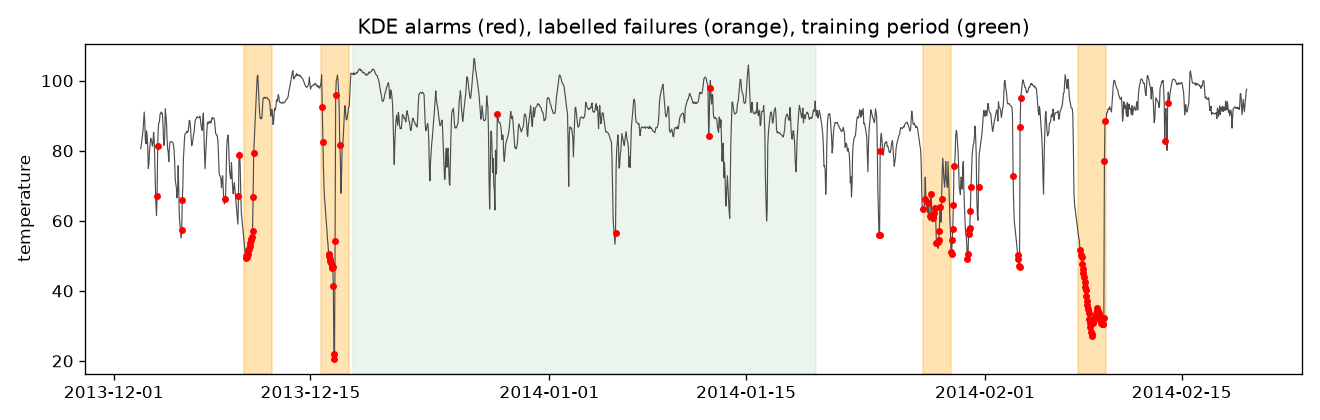 KDE alarms (red), labelled failures (orange), training period (green)
temperature
100
80
60
40
20
2013-12-01 2013-12-15 2014-01-01 2014-01-15 2014-02-01 2014-02-15